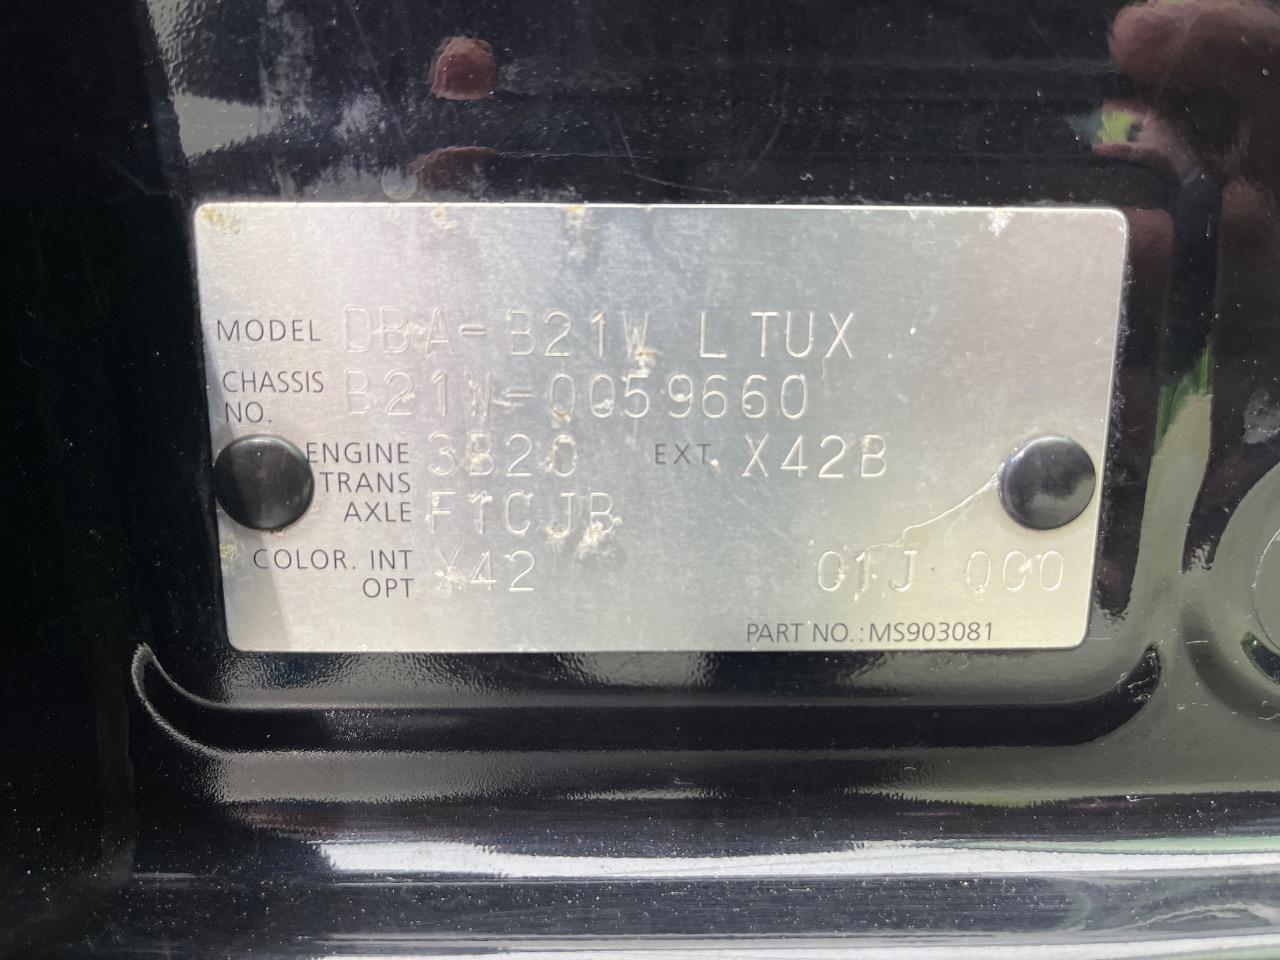 MODEL DBA-B21W LTUX
CHASSIS NO. B21W-0059660
ENGINE 3B20 EXT. X42B
TRANS AXLE F1CJB
COLOR. INT OPT X42 01J 000
PART NO.: MS903081